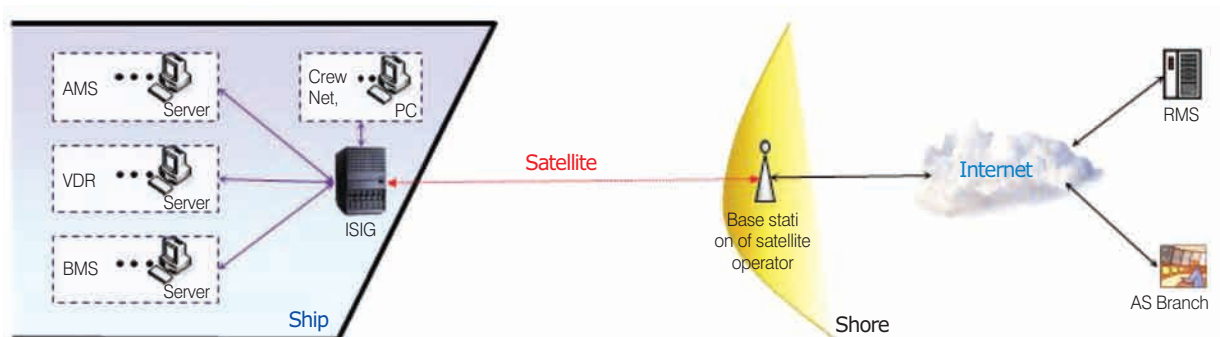 AMS
Server
VDR
Server
BMS
Server
Crew
Net,
PC
ISIG
Ship
Satellite
Base stati
on of satellite
operator
Shore
Internet
RMS
AS Branch